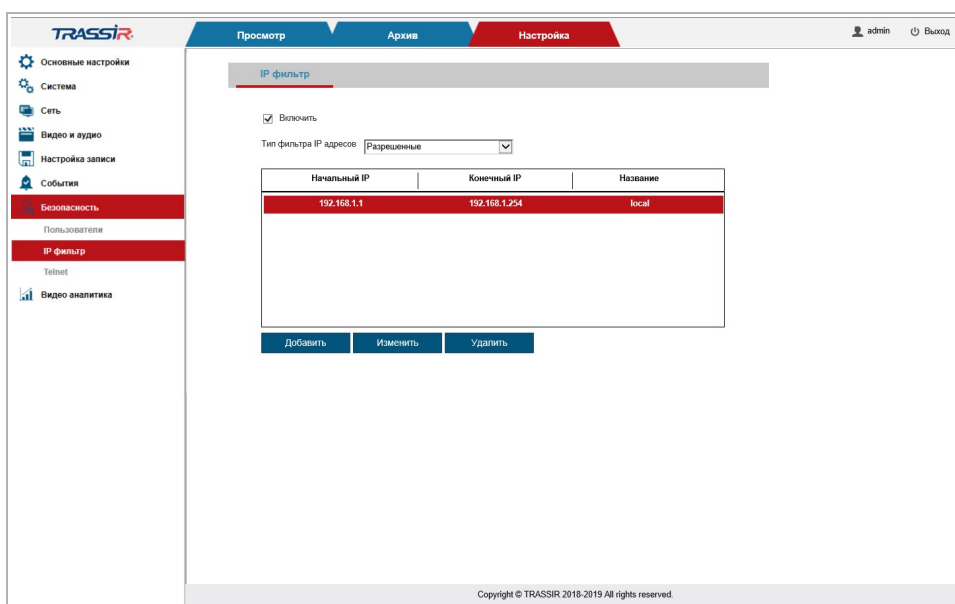 TRASSIR
Просмотр
Архив
Настройка
admin
Выход
Основные настройки
Система
Сеть
Видео и аудио
Настройка записи
События
Безопасность
Пользователи
IP фильтр
Telnet
Видео аналитика
IP фильтр
Включить
Тип фильтра IP адресов Разрешенные
Начальный IP Конечный IP Название
192.168.1.1 192.168.1.254 local
Добавить Изменить Удалить
Copyright © TRASSIR 2018-2019 All rights reserved.